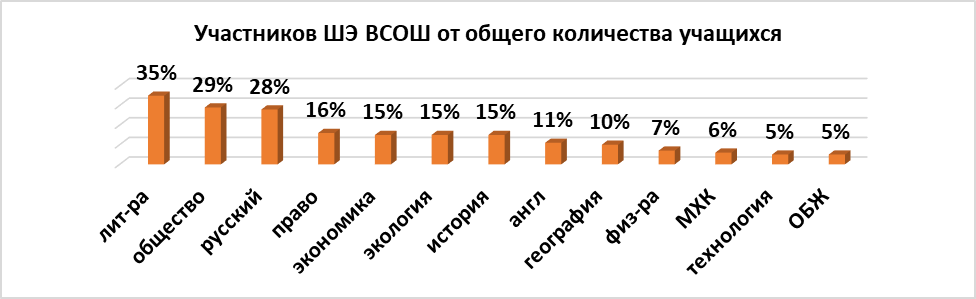 Участников ШЭ ВСОШ от общего количества учащихся
35%
29%
28%
16%
15%
15%
15%
11%
10%
7%
6%
5%
5%
лит-ра
общество
русский
право
экономика
экология
история
англ
география
физ-ра
МХК
технология
ОБЖ